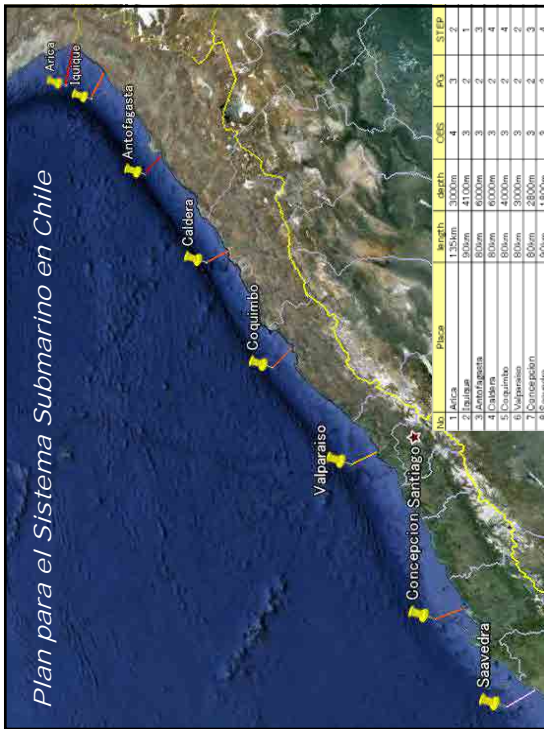 Plan para el Sistema Submarino en Chile
Arica
Iquique
Antofagasta
Caldera
Coquimbo
Valparaiso
Santiago
Concepcion
Saavedra
No Place length depth OBS PG STEP
1 Arica 135km 3000m 4 3 2
2 Iquique 90km 4100m 3 2 1
3 Antofagasta 80km 6000m 3 2 3
4 Caldera 80km 6000m 3 2 4
5 Coquimbo 80km 4000m 3 2 4
6 Valparaiso 80km 3000m 3 2 2
7 Concepcion 80km 2800m 3 2 3